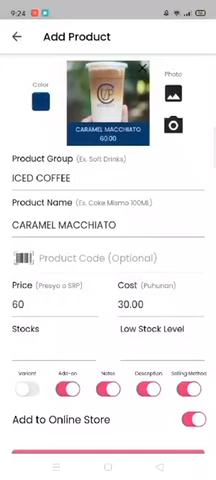 9:24
Add Product
Color
Photo
CARAMEL MACCHIATO
60.00
Product Group (Ex. Soft Drinks)
ICED COFFEE
Product Name (Ex. Coke Mismo 100ML)
CARAMEL MACCHIATO
Product Code (Optional)
Price (Presyo o SRP) Cost (Puhunan)
60 30.00
Stocks Low Stock Level
Variant Add-on Notes Description Selling Method
Add to Online Store